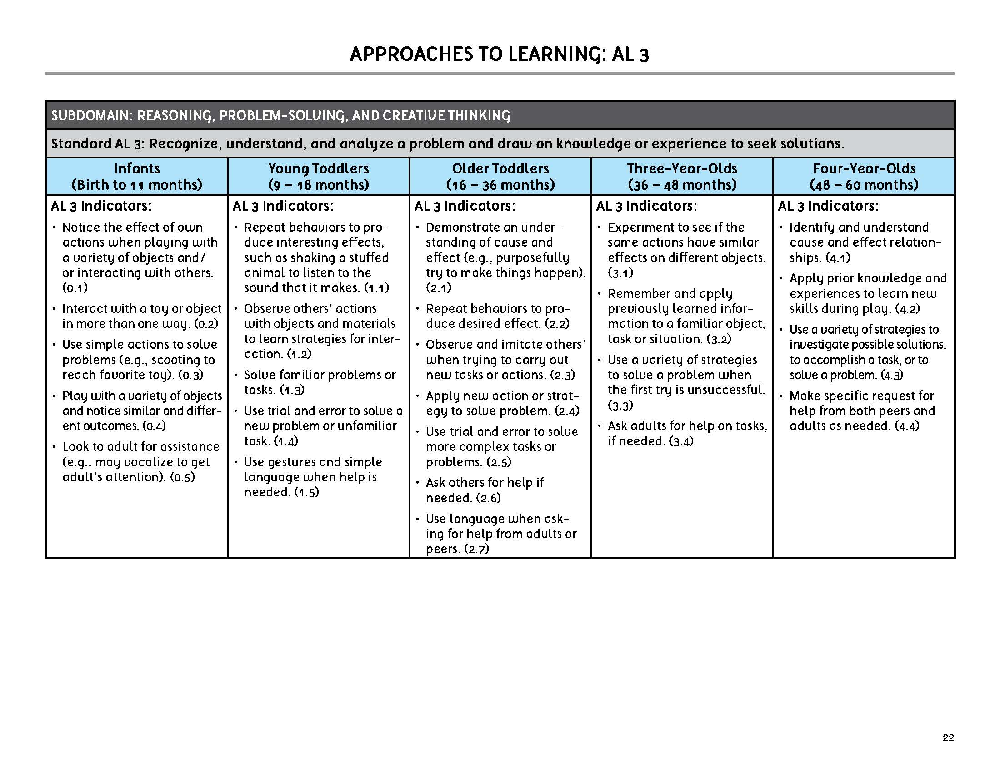 APPROACHES TO LEARNING: AL 3
SUBDOMAIN: REASONING, PROBLEM-SOLVING, AND CREATIVE THINKING
Standard AL 3: Recognize, understand, and analyze a problem and draw on knowledge or experience to seek solutions.
Infants
(Birth to 11 months)
AL 3 Indicators:
• Notice the effect of own
actions when playing with
a variety of objects and/
or interacting with others.
(0.1)
• Interact with a toy or object
in more than one way. (0.2)
• Use simple actions to solve
problems (e.g., scooting to
reach favorite toy). (0.3)
• Play with a variety of objects
and notice similar and differ-
ent outcomes. (0.4)
• Look to adult for assistance
(e.g., may vocalize to get
adult's attention). (0.5)
Young Toddlers
(9 – 18 months)
AL 3 Indicators:
• Repeat behaviors to pro-
duce interesting effects,
such as shaking a stuffed
animal to listen to the
sound that it makes. (1.1)
• Observe others' actions
with objects and materials
to learn strategies for inter-
action. (1.2)
• Solve familiar problems or
tasks. (1.3)
• Use trial and error to solve a
new problem or unfamiliar
task. (1.4)
• Use gestures and simple
language when help is
needed. (1.5)
Older Toddlers
(16 – 36 months)
AL 3 Indicators:
• Demonstrate an under-
standing of cause and
effect (e.g., purposefully
try to make things happen).
(2.1)
• Repeat behaviors to pro-
duce desired effect. (2.2)
• Observe and imitate others'
when trying to carry out
new tasks or actions. (2.3)
• Apply new action or strat-
egy to solve problem. (2.4)
• Use trial and error to solve
more complex tasks or
problems. (2.5)
• Ask others for help if
needed. (2.6)
• Use language when ask-
ing for help from adults or
peers. (2.7)
Three-Year-Olds
(36 – 48 months)
AL 3 Indicators:
• Experiment to see if the
same actions have similar
effects on different objects.
(3.1)
• Remember and apply
previously learned infor-
mation to a familiar object,
task or situation. (3.2)
• Use a variety of strategies
to solve a problem when
the first try is unsuccessful.
(3.3)
• Ask adults for help on tasks,
if needed. (3.4)
Four-Year-Olds
(48 – 60 months)
AL 3 Indicators:
• Identify and understand
cause and effect relation-
ships. (4.1)
• Apply prior knowledge and
experiences to learn new
skills during play. (4.2)
• Use a variety of strategies to
investigate possible solutions,
to accomplish a task, or to
solve a problem. (4.3)
• Make specific request for
help from both peers and
adults as needed. (4.4)
22